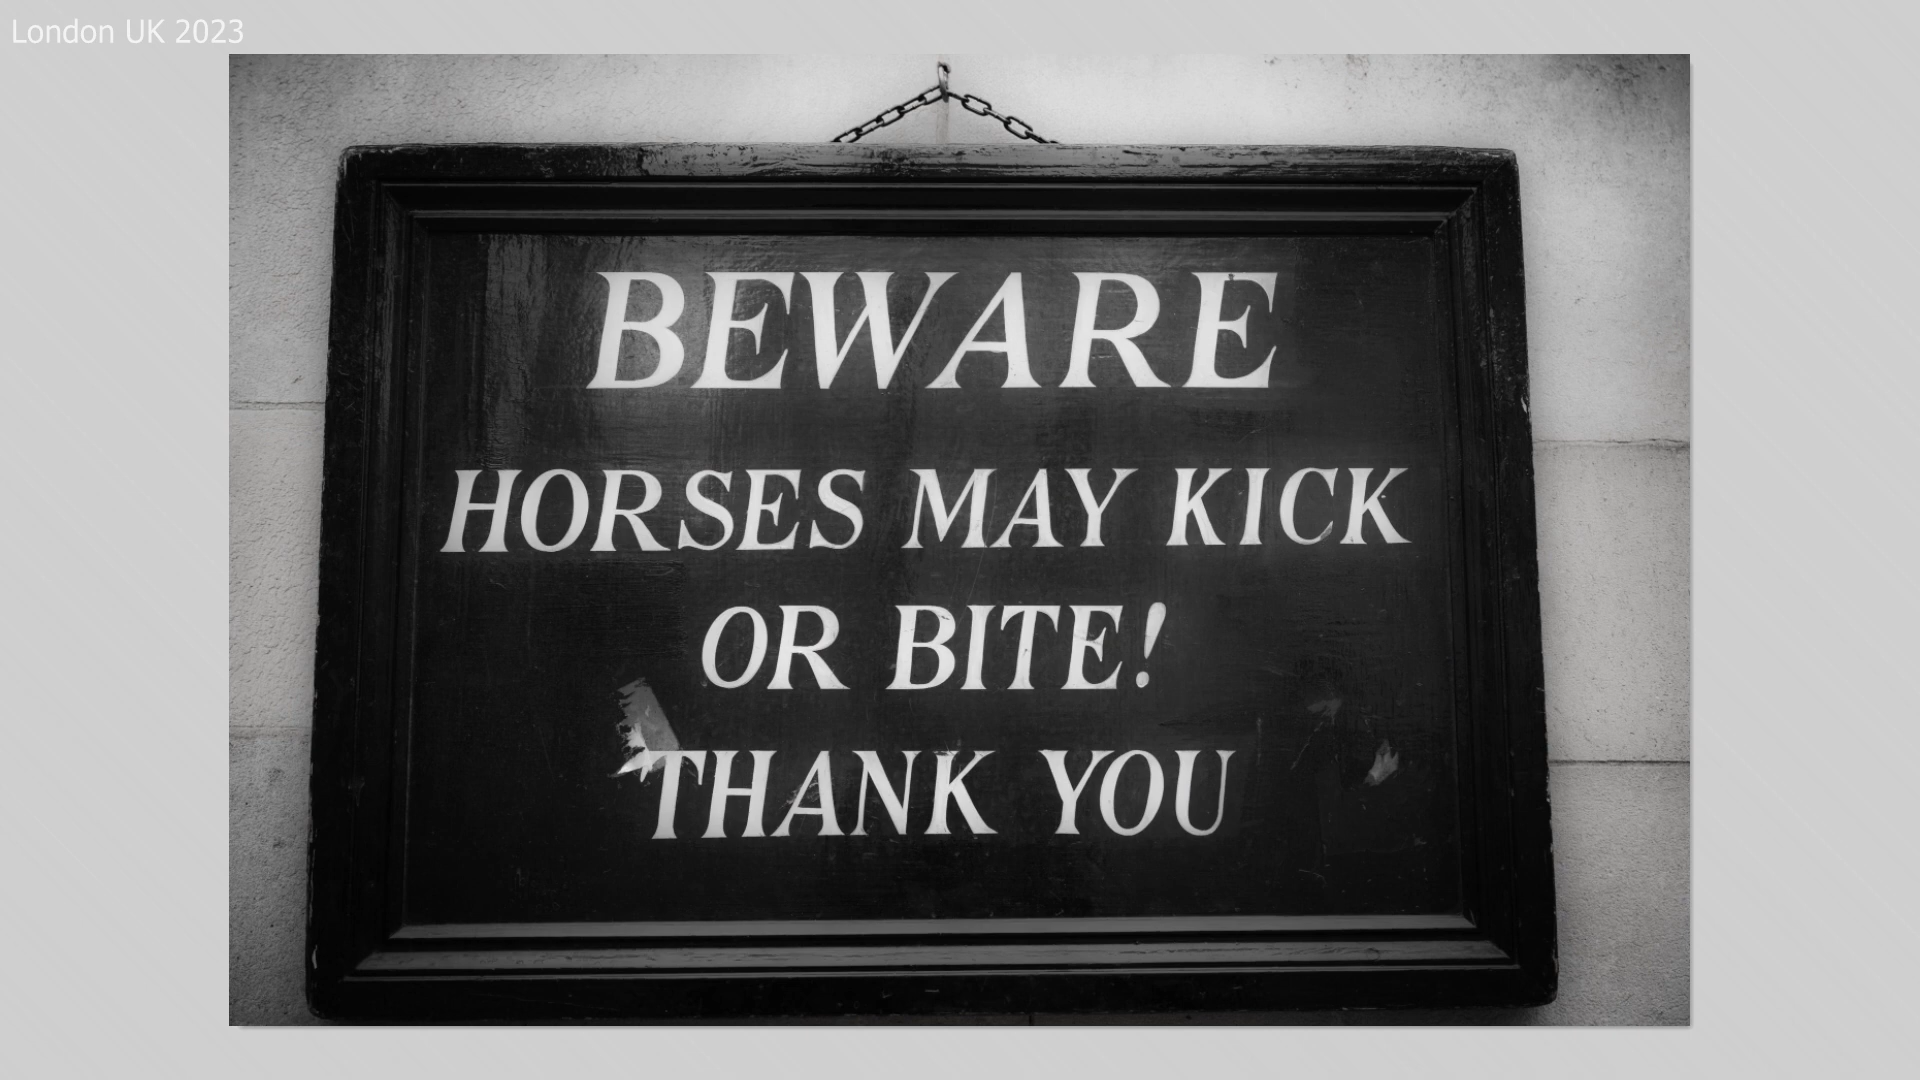 London UK 2023
BEWARE
HORSES MAY KICK
OR BITE!
THANK YOU